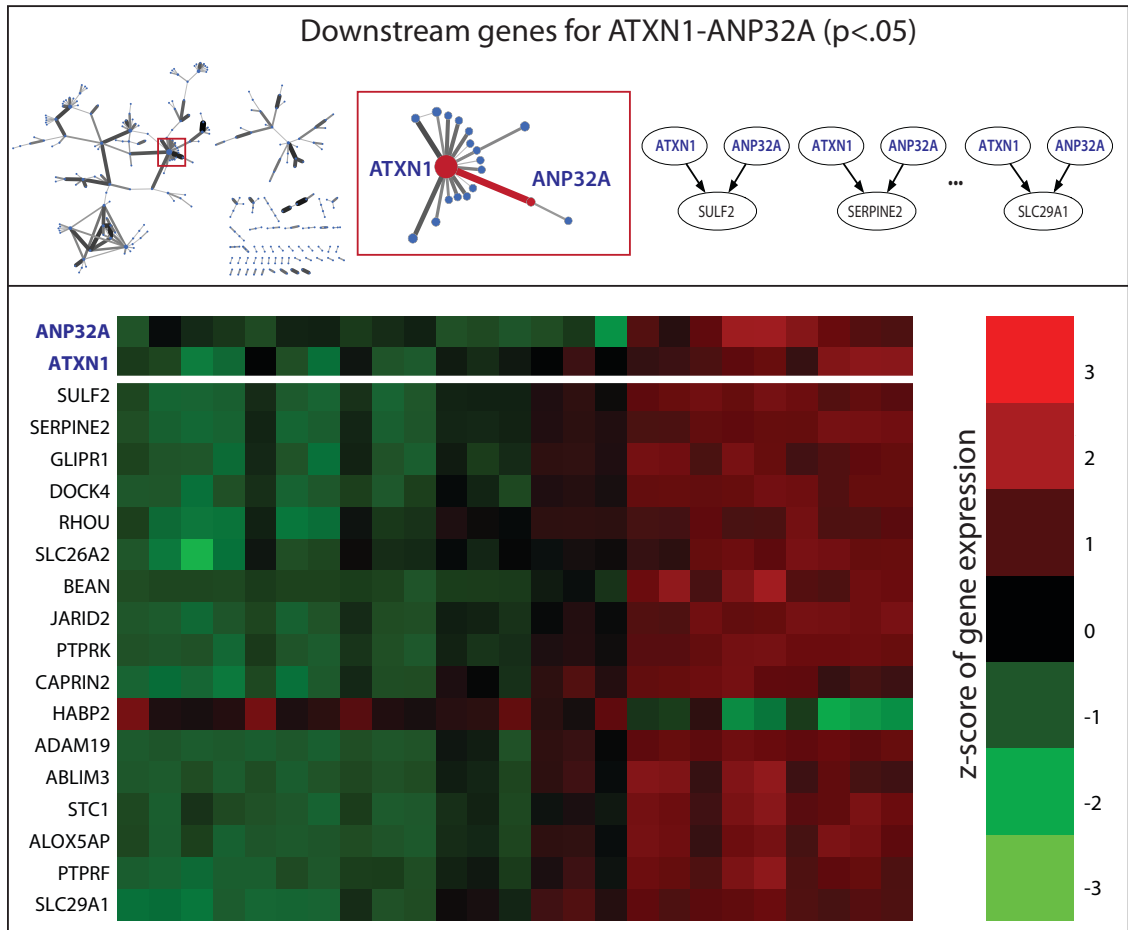 Downstream genes for ATXN1-ANP32A (p<.05)
ATXN1
ANP32A
ATXN1 ANP32A ATXN1 ANP32A ATXN1 ANP32A
...
SULF2 SERPINE2 SLC29A1
ANP32A
ATXN1
SULF2
SERPINE2
GLIPR1
DOCK4
RHOU
SLC26A2
BEAN
JARID2
PTPRK
CAPRIN2
HABP2
ADAM19
ABLIM3
STC1
ALOX5AP
PTPRF
SLC29A1
z-score of gene expression
3
2
1
0
-1
-2
-3